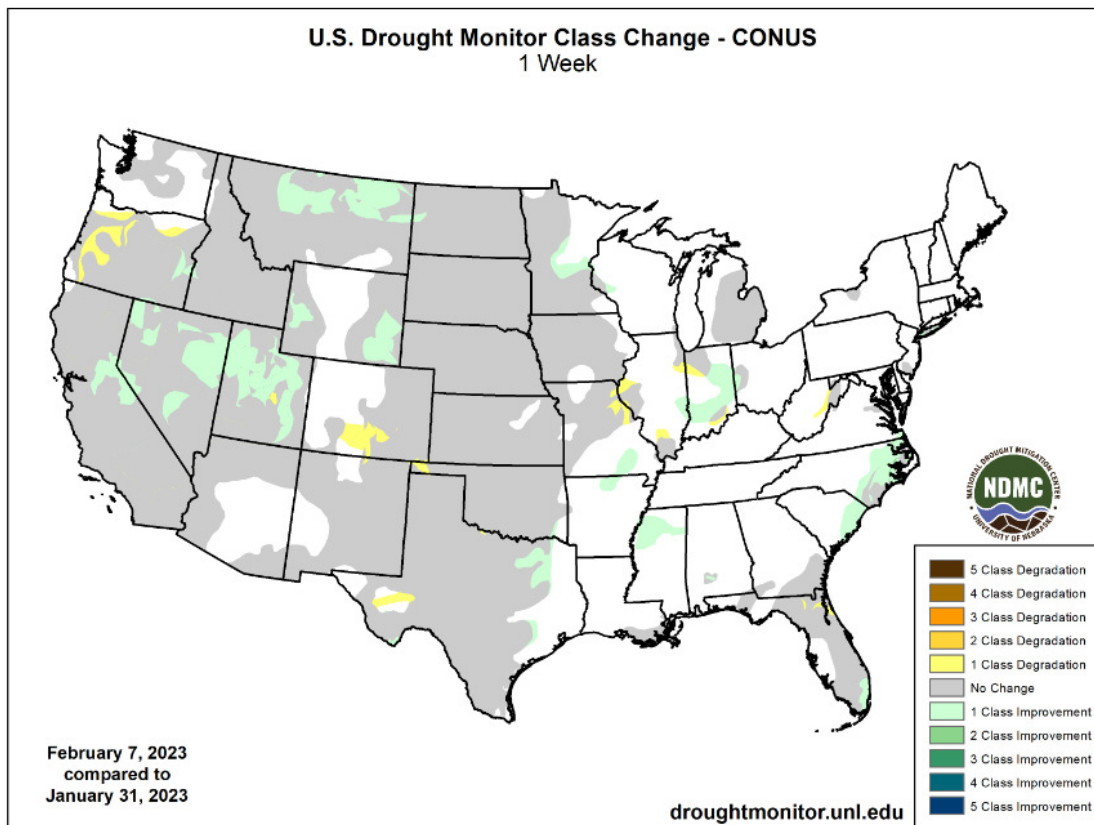 U.S. Drought Monitor Class Change - CONUS
1 Week
NATIONAL DROUGHT MITIGATION CENTER
NDMC
UNIVERSITY OF NEBRASKA
5 Class Degradation
4 Class Degradation
3 Class Degradation
2 Class Degradation
1 Class Degradation
No Change
1 Class Improvement
2 Class Improvement
3 Class Improvement
4 Class Improvement
5 Class Improvement
February 7, 2023
compared to
January 31, 2023
droughtmonitor.unl.edu